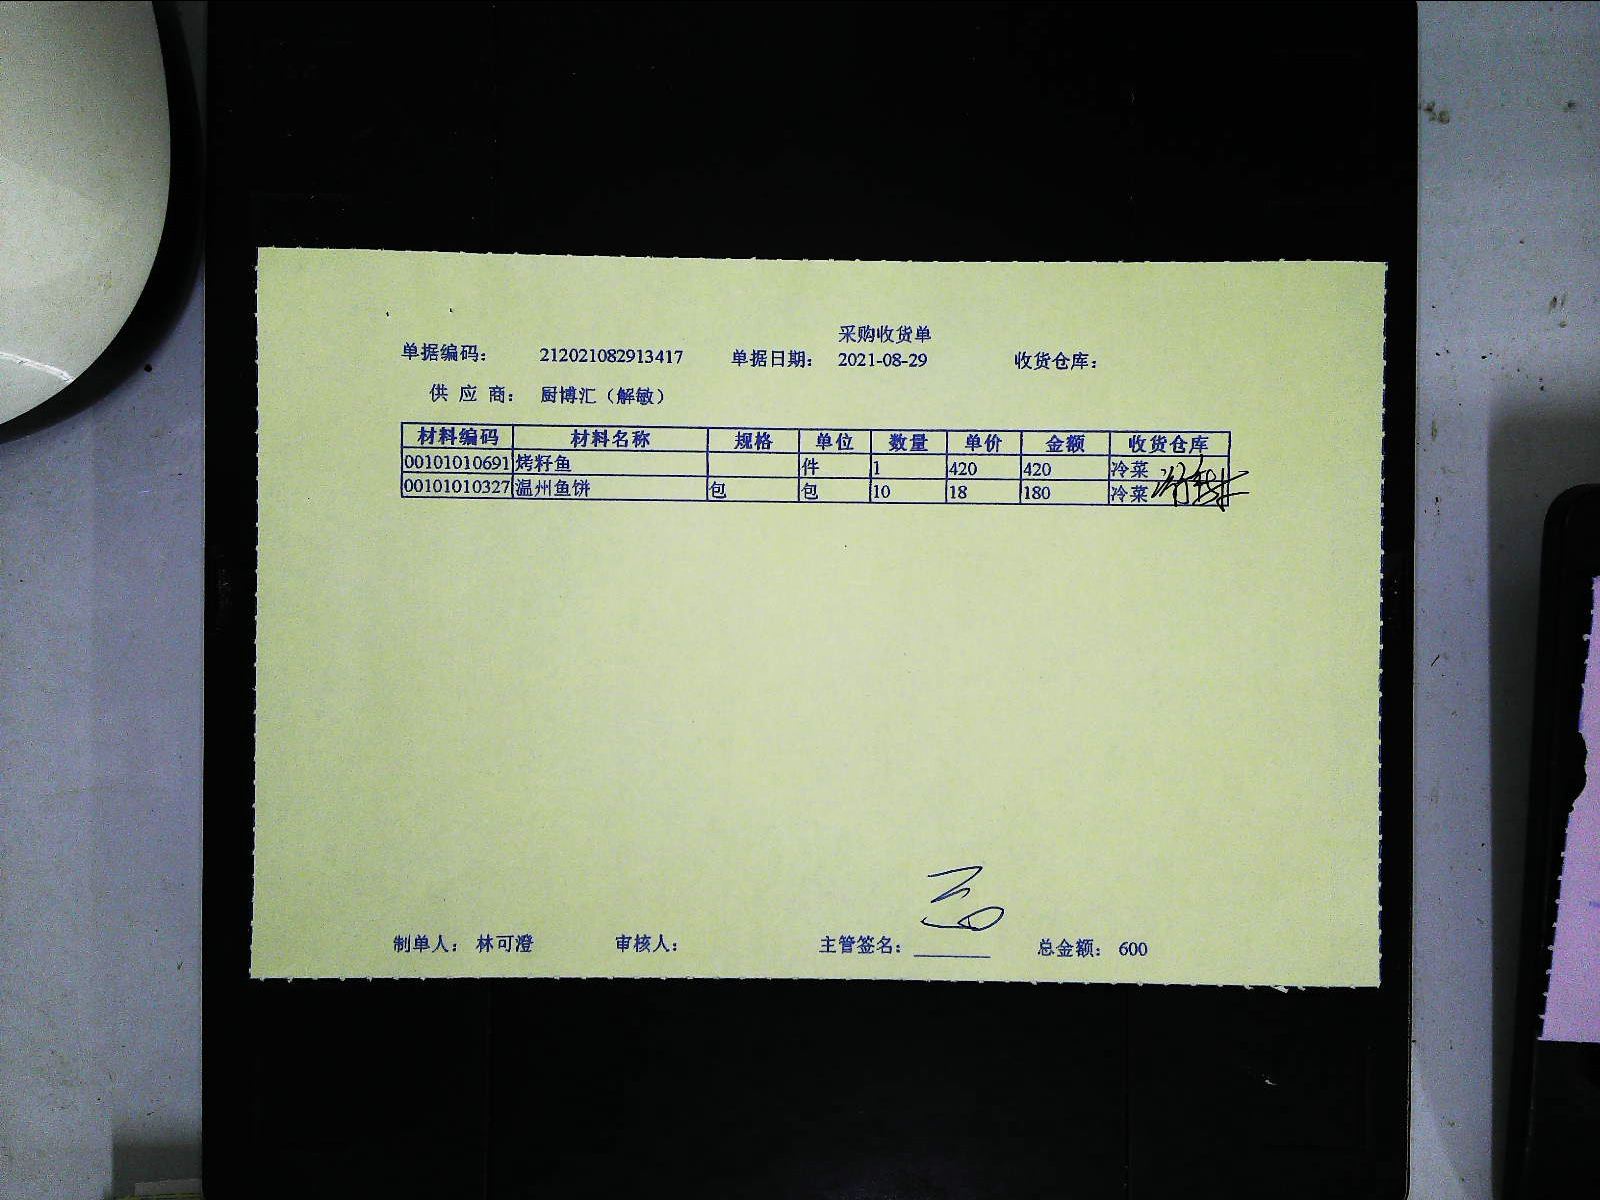 采购收货单
单据编码： 212021082913417 单据日期： 2021-08-29 收货仓库：
供 应 商： 厨博汇（解敏）
材料编码 材料名称 规格 单位 数量 单价 金额 收货仓库
00101010691 烤籽鱼 件 1 420 420 冷菜
00101010327 温州鱼饼 包 包 10 18 180 冷菜
制单人： 林可澄 审核人： 主管签名： 总金额： 600